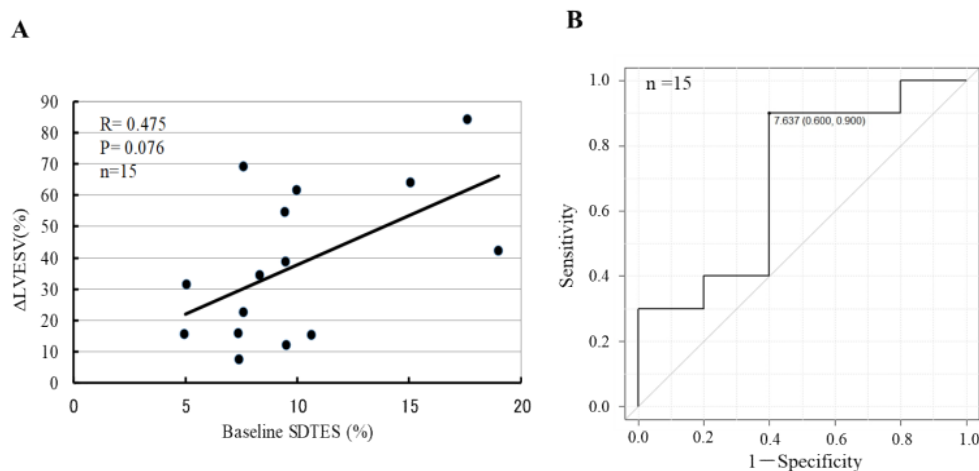 A
R= 0.475
P= 0.076
n=15
90
80
70
60
50
40
30
20
10
0
0 5 10 15 20
ΔLVESV(%)
Baseline SDTES (%)
B
n =15
7.637 (0.600, 0.900)
1.0
0.8
0.6
0.4
0.2
0.0
0.0 0.2 0.4 0.6 0.8 1.0
Sensitivity
1－Specificity